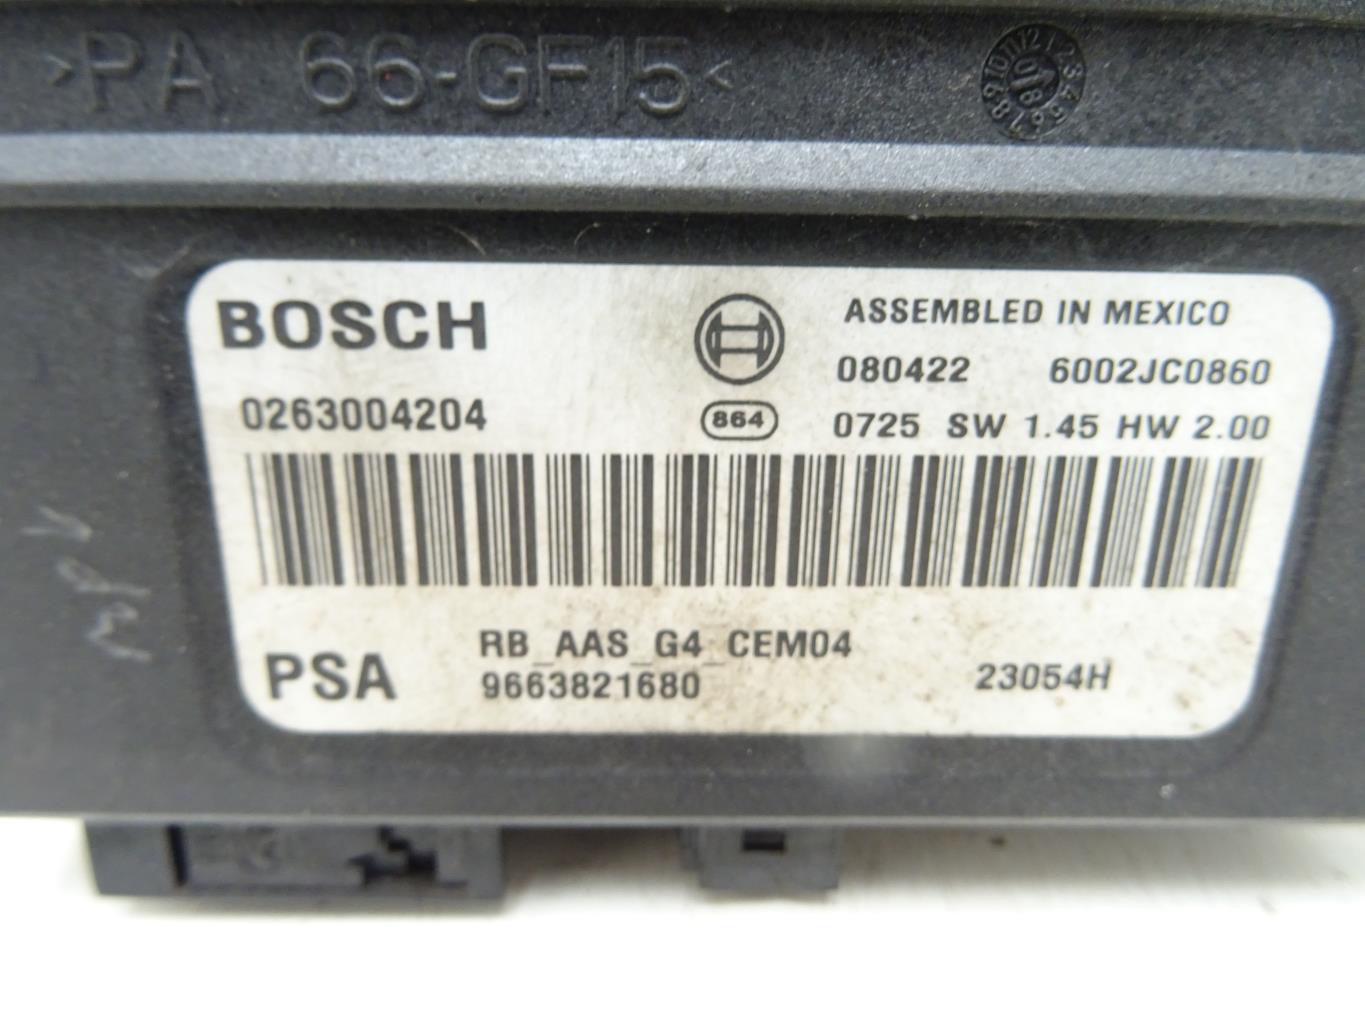 >PA 66-GF15<
BOSCH
ASSEMBLED IN MEXICO
080422 6002JC0860
0263004204
864
0725 SW 1.45 HW 2.00
RB_AAS_G4_CEM04
PSA
9663821680
23054H